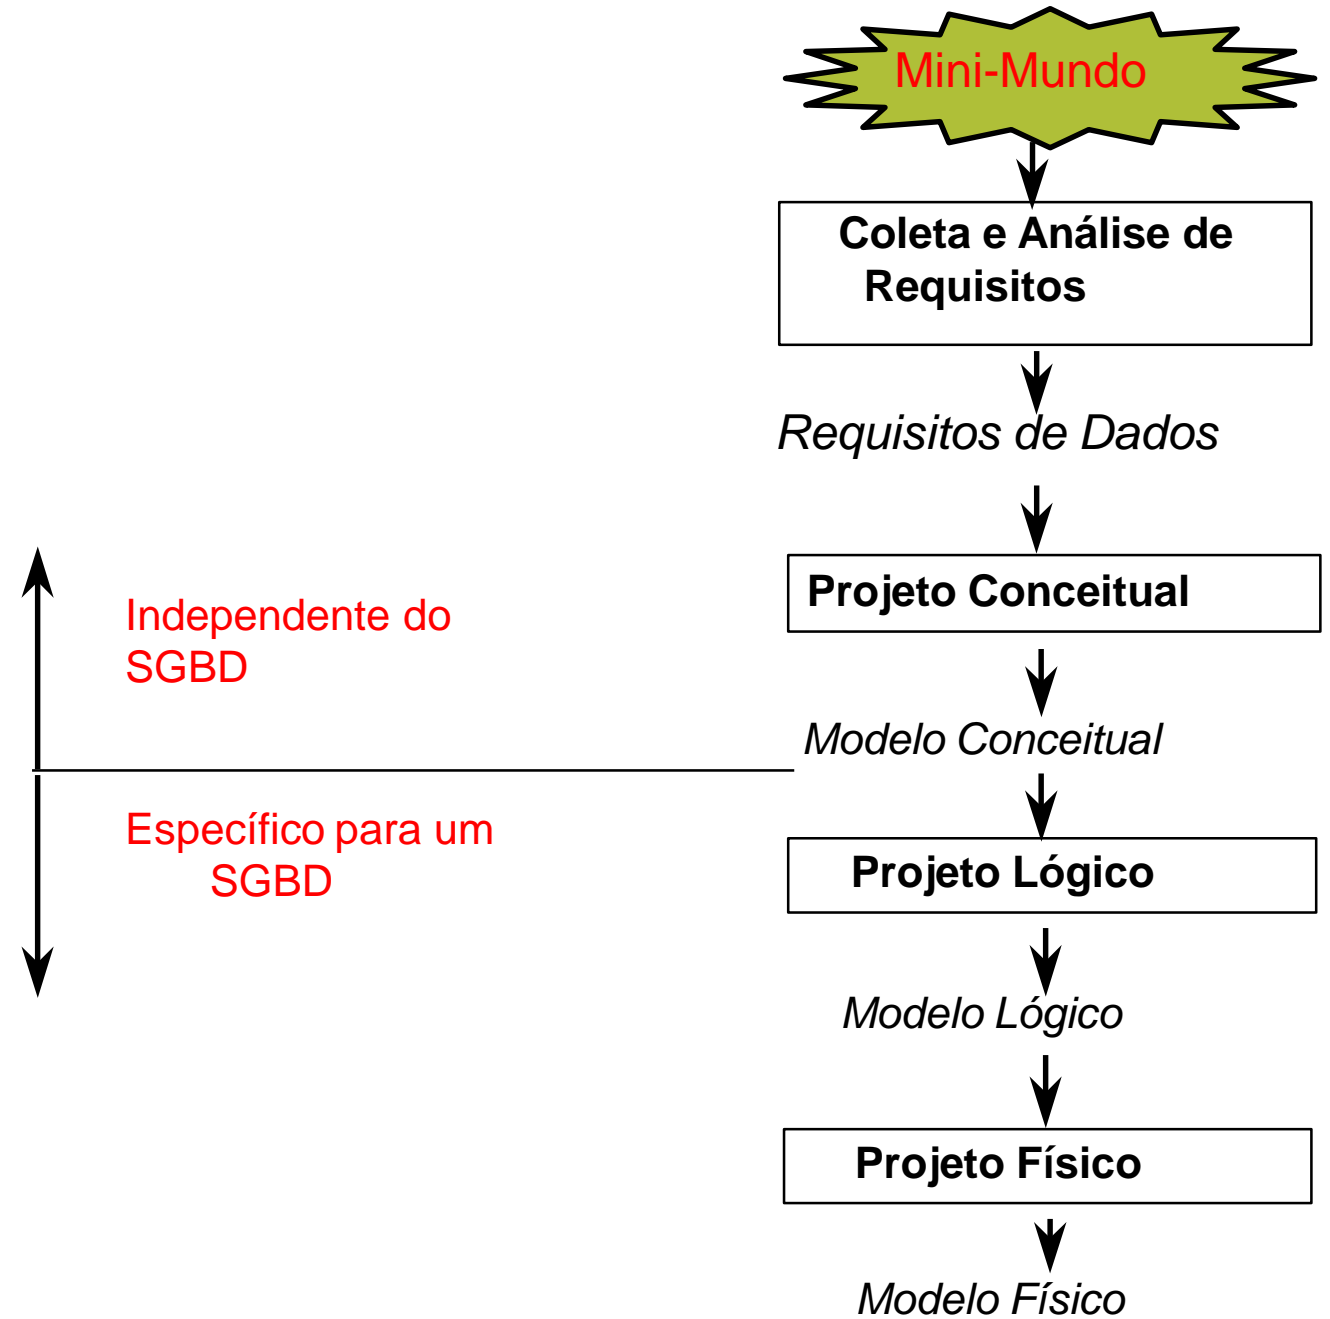 Mini-Mundo
Coleta e Análise de
Requisitos
Requisitos de Dados
Projeto Conceitual
Independente do
SGBD
Modelo Conceitual
Específico para um
SGBD
Projeto Lógico
Modelo Lógico
Projeto Físico
Modelo Físico